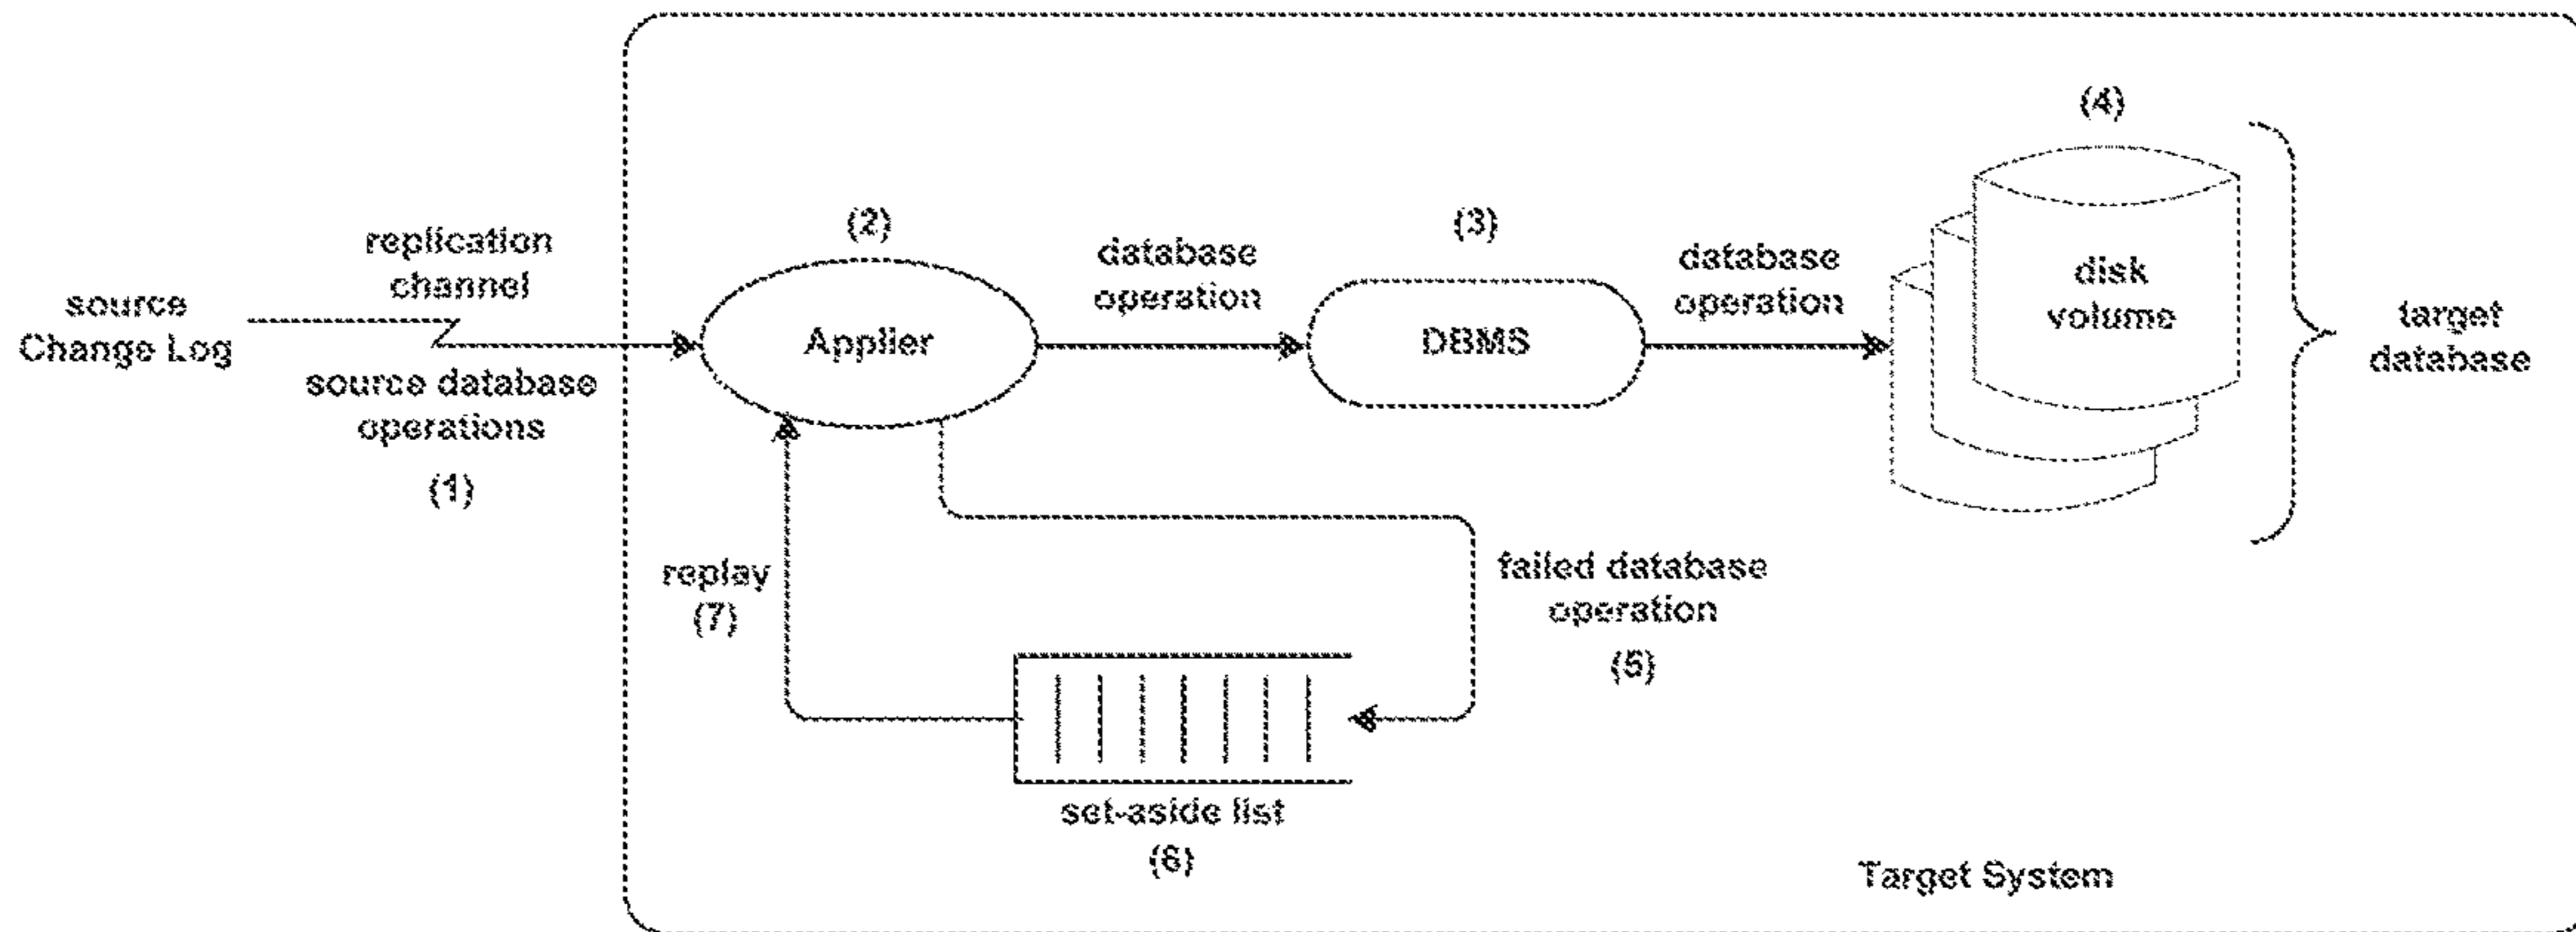 source
Change Log
replication
channel
source database
operations
(1)
(2)
Applier
database
operation
(3)
DBMS
database
operation
(4)
disk
volume
target
database
replay
(7)
failed database
operation
(5)
set-aside list
(6)
Target System